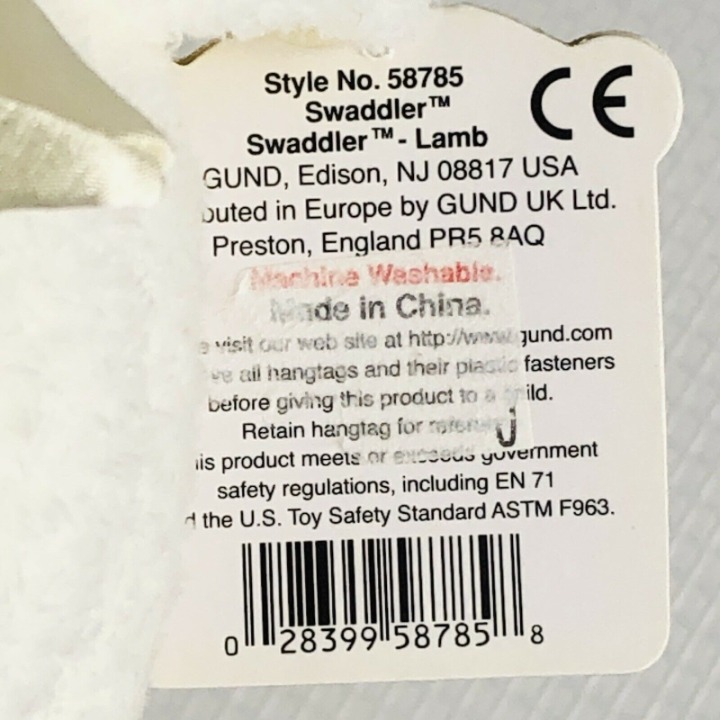 Style No. 58785
Swaddler™
Swaddler™ - Lamb
CE
GUND, Edison, NJ 08817 USA
in Europe by GUND UK Ltd.
Preston, England PR5 8AQ
Machine Washable.
Made in China.
visit our web site at http://www.gund.com
all hangtags and their plastic fasteners
before giving this product to a
Retain hangtag for
product meets or exceeds government
safety regulations, including EN 71
the U.S. Toy Safety Standard ASTM F963.
0 28399 58785 8